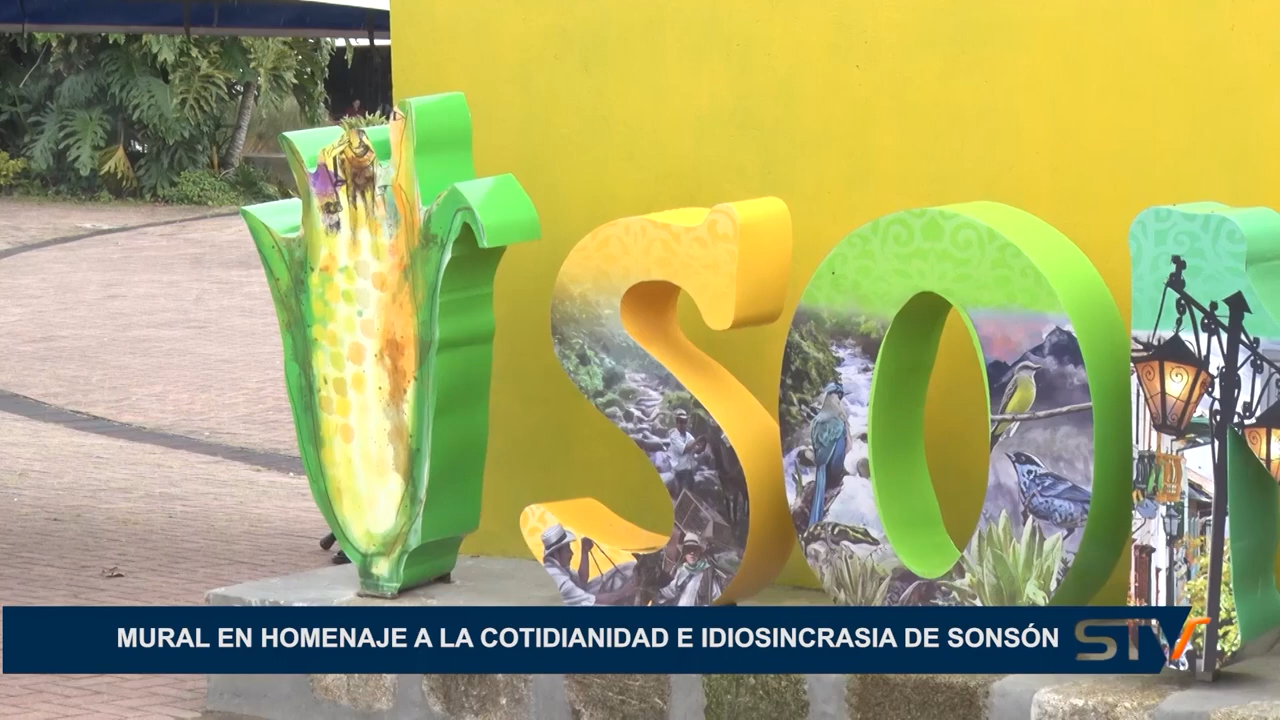 SON
MURAL EN HOMENAJE A LA COTIDIANIDAD E IDIOSINCRASIA DE SONSÓN
STV